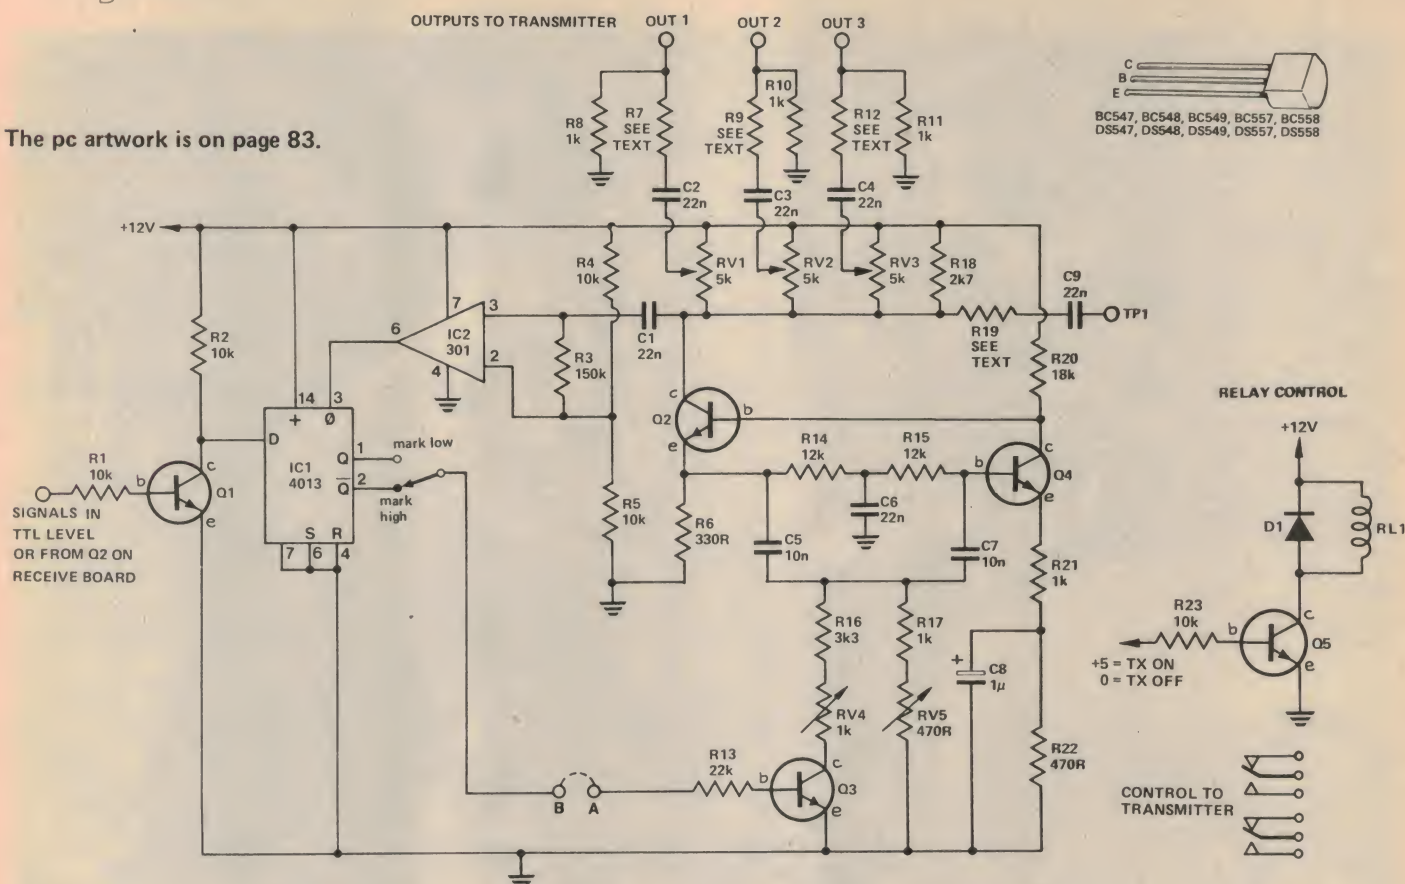 OUTPUTS TO TRANSMITTER
OUT 1
OUT 2
OUT 3
The pc artwork is on page 83.
R8
1k
R7
SEE
TEXT
R9
SEE
TEXT
R10
1k
R12
SEE
TEXT
R11
1k
C
B
E
BC547, BC548, BC549, BC557, BC558
DS547, DS548, DS549, DS557, DS558
C2
22n
C3
22n
C4
22n
+12V
R4
10k
RV1
5k
RV2
5k
RV3
5k
R18
2k7
C9
22n
TP1
R2
10k
7
3
6
IC2
301
2
4
R3
150k
C1
22n
R19
SEE
TEXT
R20
18k
RELAY CONTROL
+12V
14
3
+
Ø
D
Q
1
mark low
IC1
4013
Q
2
mark
high
S
R
7
6
4
R1
10k
b
c
Q1
e
SIGNALS IN
TTL LEVEL
OR FROM Q2 ON
RECEIVE BOARD
c
Q2
b
e
R14
12k
R15
12k
b
c
Q4
e
R5
10k
R6
330R
C6
22n
C5
10n
C7
10n
R21
1k
D1
RL1
R16
3k3
R17
1k
R23
10k
b
c
Q5
e
+5 = TX ON
0 = TX OFF
+
C8
1μ
RV4
1k
RV5
470R
R22
470R
R13
22k
b
c
Q3
e
B
A
CONTROL TO
TRANSMITTER